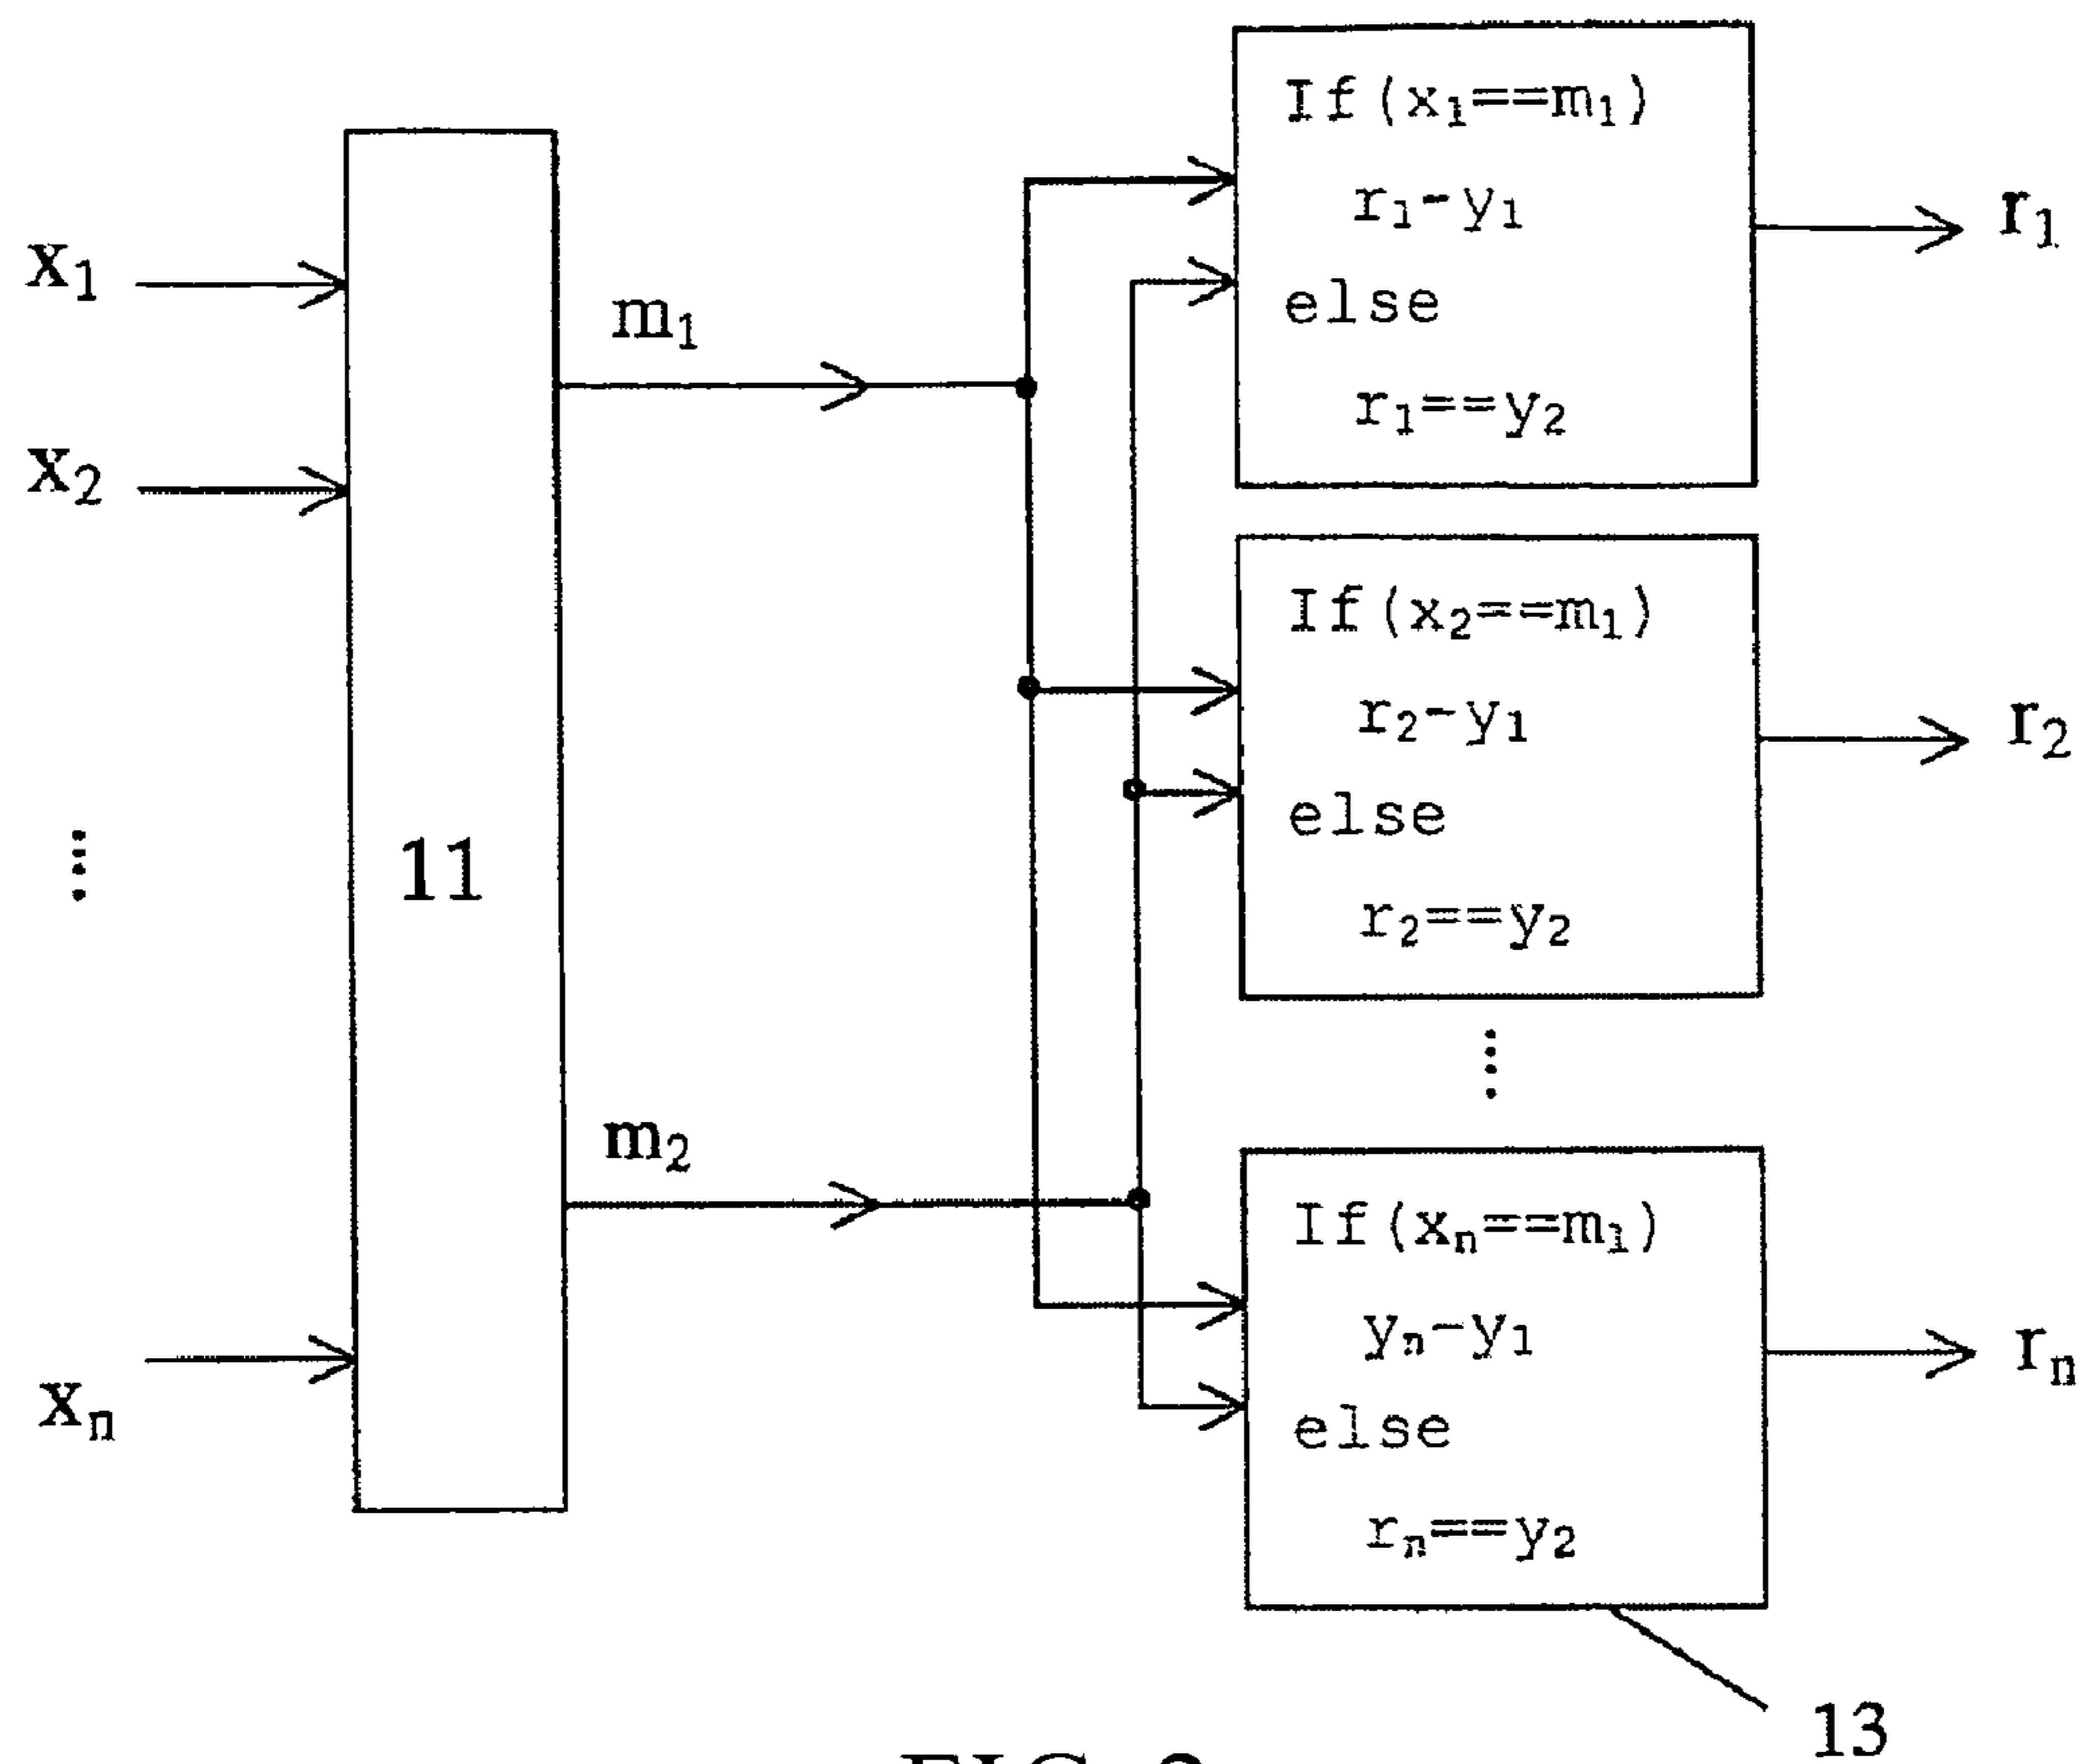 x₁
x₂
xₙ
11
m₁
m₂
If(x₁==m₁)
r₁-y₁
else
r₁==y₂
r₁
If(x₂==m₁)
r₂-y₁
else
r₂==y₂
r₂
If(xₙ==m₁)
yₙ-y₁
else
rₙ==y₂
rₙ
13